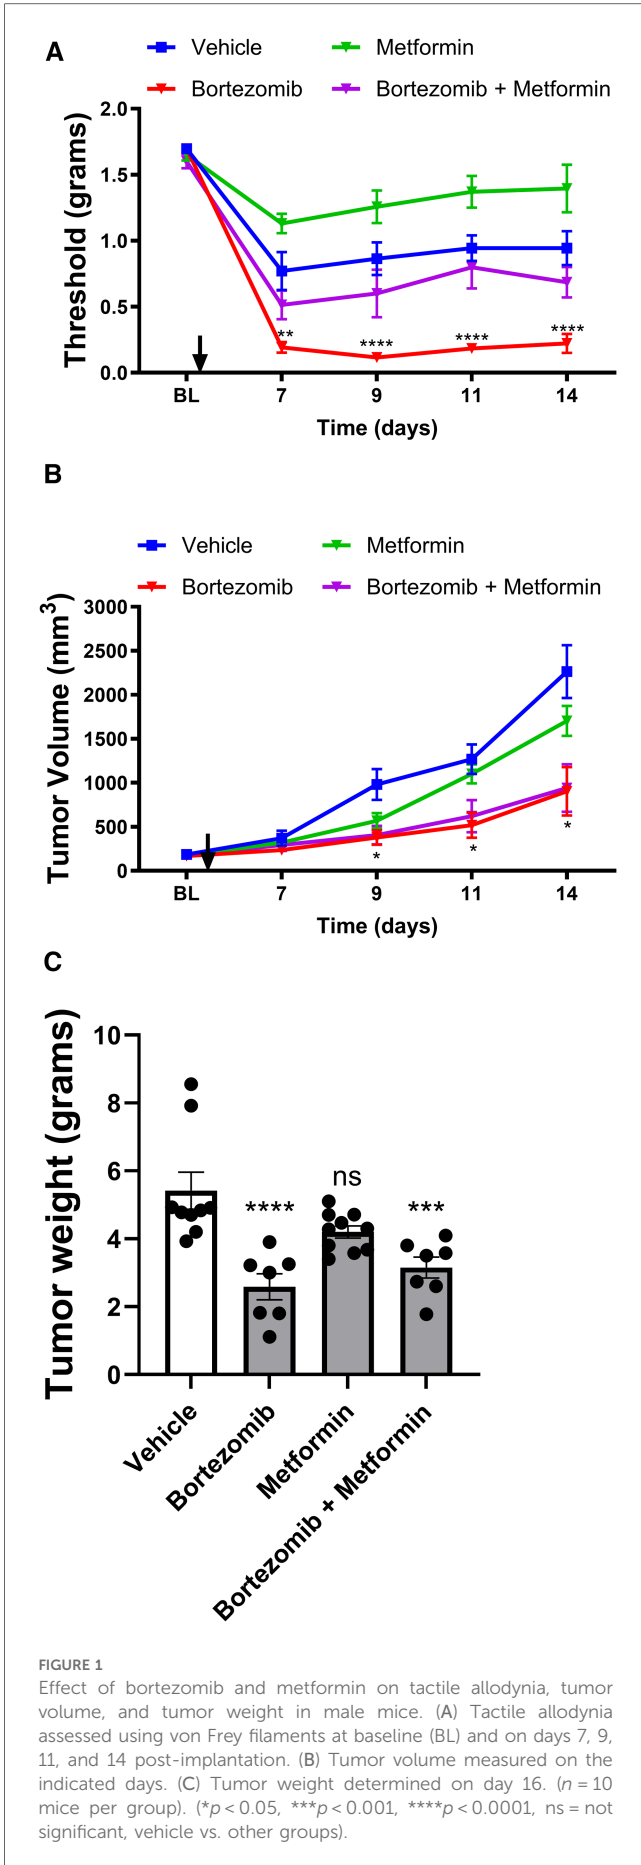 A
Vehicle
Metformin
Bortezomib
Bortezomib + Metformin
Threshold (grams)
2.0
1.5
1.0
0.5
0.0
**
****
****
****
BL
7
9
11
14
Time (days)
B
Vehicle
Metformin
Bortezomib
Bortezomib + Metformin
Tumor Volume (mm³)
3000
2500
2000
1500
1000
500
0
*
*
*
BL
7
9
11
14
Time (days)
C
Tumor weight (grams)
10
8
6
4
2
0
****
ns
***
Vehicle
Bortezomib
Metformin
Bortezomib + Metformin
FIGURE 1
Effect of bortezomib and metformin on tactile allodynia, tumor
volume, and tumor weight in male mice. (A) Tactile allodynia
assessed using von Frey filaments at baseline (BL) and on days 7, 9,
11, and 14 post-implantation. (B) Tumor volume measured on the
indicated days. (C) Tumor weight determined on day 16. (n = 10
mice per group). (*p < 0.05, ***p < 0.001, ****p < 0.0001, ns = not
significant, vehicle vs. other groups).